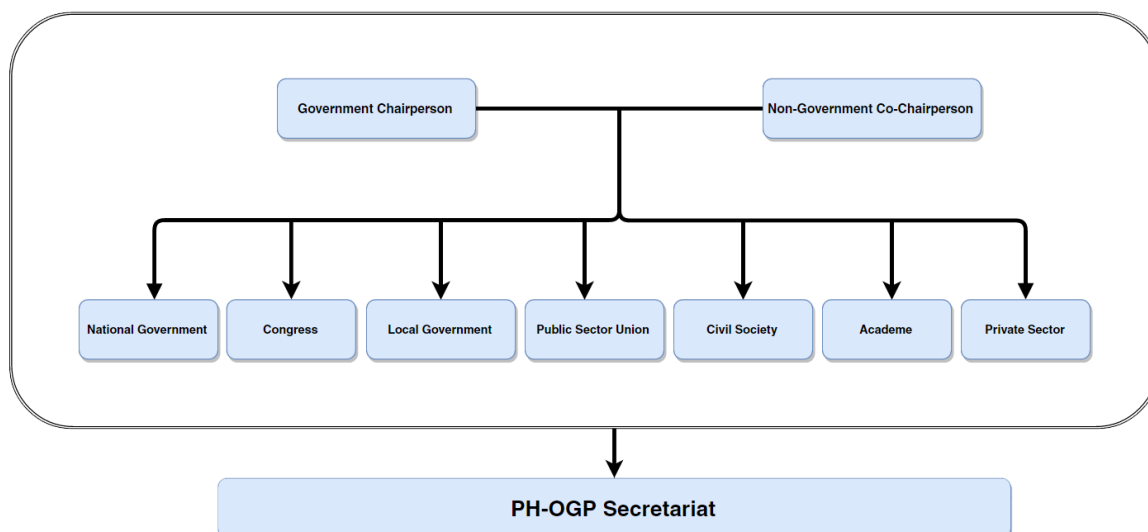 Government Chairperson
Non-Government Co-Chairperson
National Government
Congress
Local Government
Public Sector Union
Civil Society
Academe
Private Sector
PH-OGP Secretariat